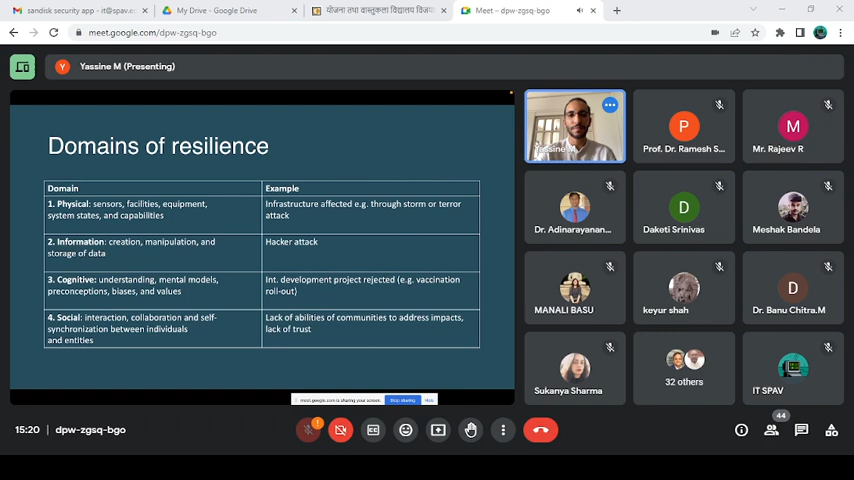 sandisk security app - it@spav.e
My Drive - Google Drive
योजना तथा वास्तुकला विद्यालय विजय
Meet – dpw-zgsq-bgo
meet.google.com/dpw-zgsq-bgo
Y
Yassine M (Presenting)
Domains of resilience
Domain
Example
1. Physical: sensors, facilities, equipment,
system states, and capabilities
Infrastructure affected e.g. through storm or terror
attack
2. Information: creation, manipulation, and
storage of data
Hacker attack
3. Cognitive: understanding, mental models,
preconceptions, biases, and values
Int. development project rejected (e.g. vaccination
roll-out)
4. Social: interaction, collaboration and self-
synchronization between individuals
and entities
Lack of abilities of communities to address impacts,
lack of trust
meet.google.com is sharing your screen.
Stop sharing
Hide
Yassine M
P
Prof. Dr. Ramesh S...
M
Mr. Rajeev R
Dr. Adinarayanan...
D
Daketi Srinivas
Meshak Bandela
MANALI BASU
keyur shah
D
Dr. Banu Chitra.M
Sukanya Sharma
32 others
IT SPAV
15:20
dpw-zgsq-bgo
44